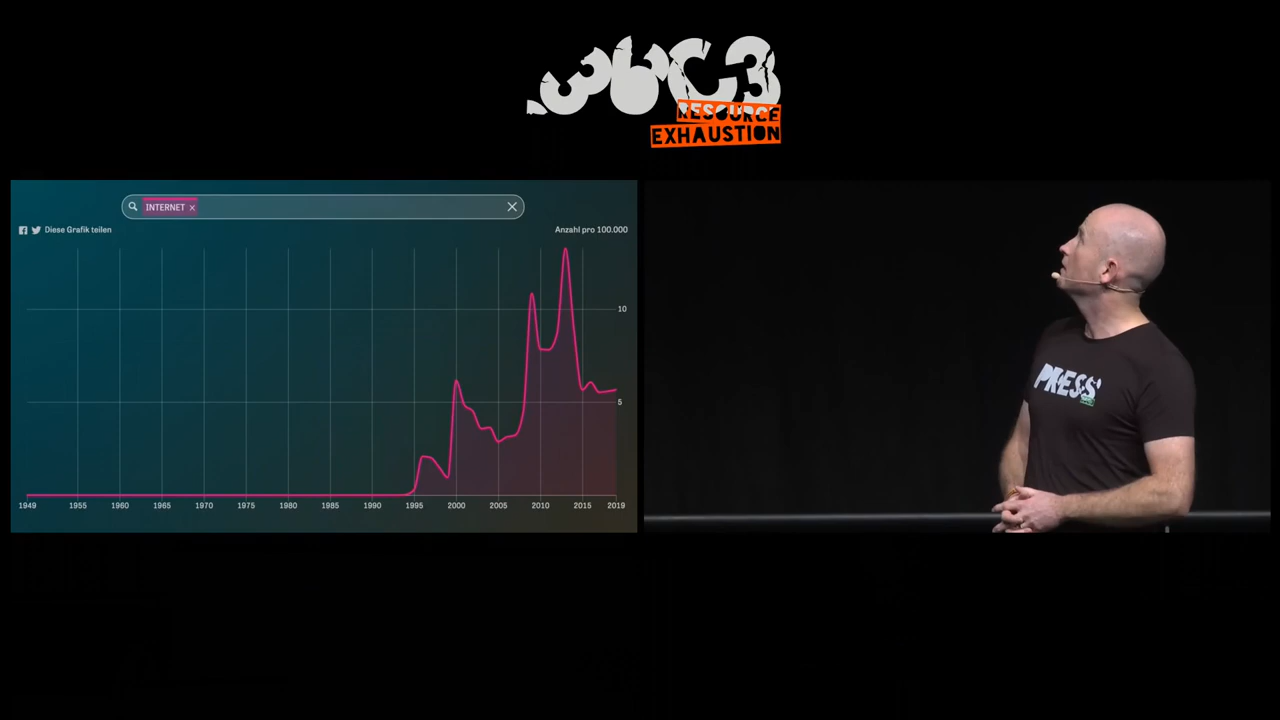 36C3
RESOURCE
EXHAUSTION
INTERNET
Diese Grafik teilen
Anzahl pro 100.000
10
5
1949 1955 1960 1965 1970 1975 1980 1985 1990 1995 2000 2005 2010 2015 2019
PRESS